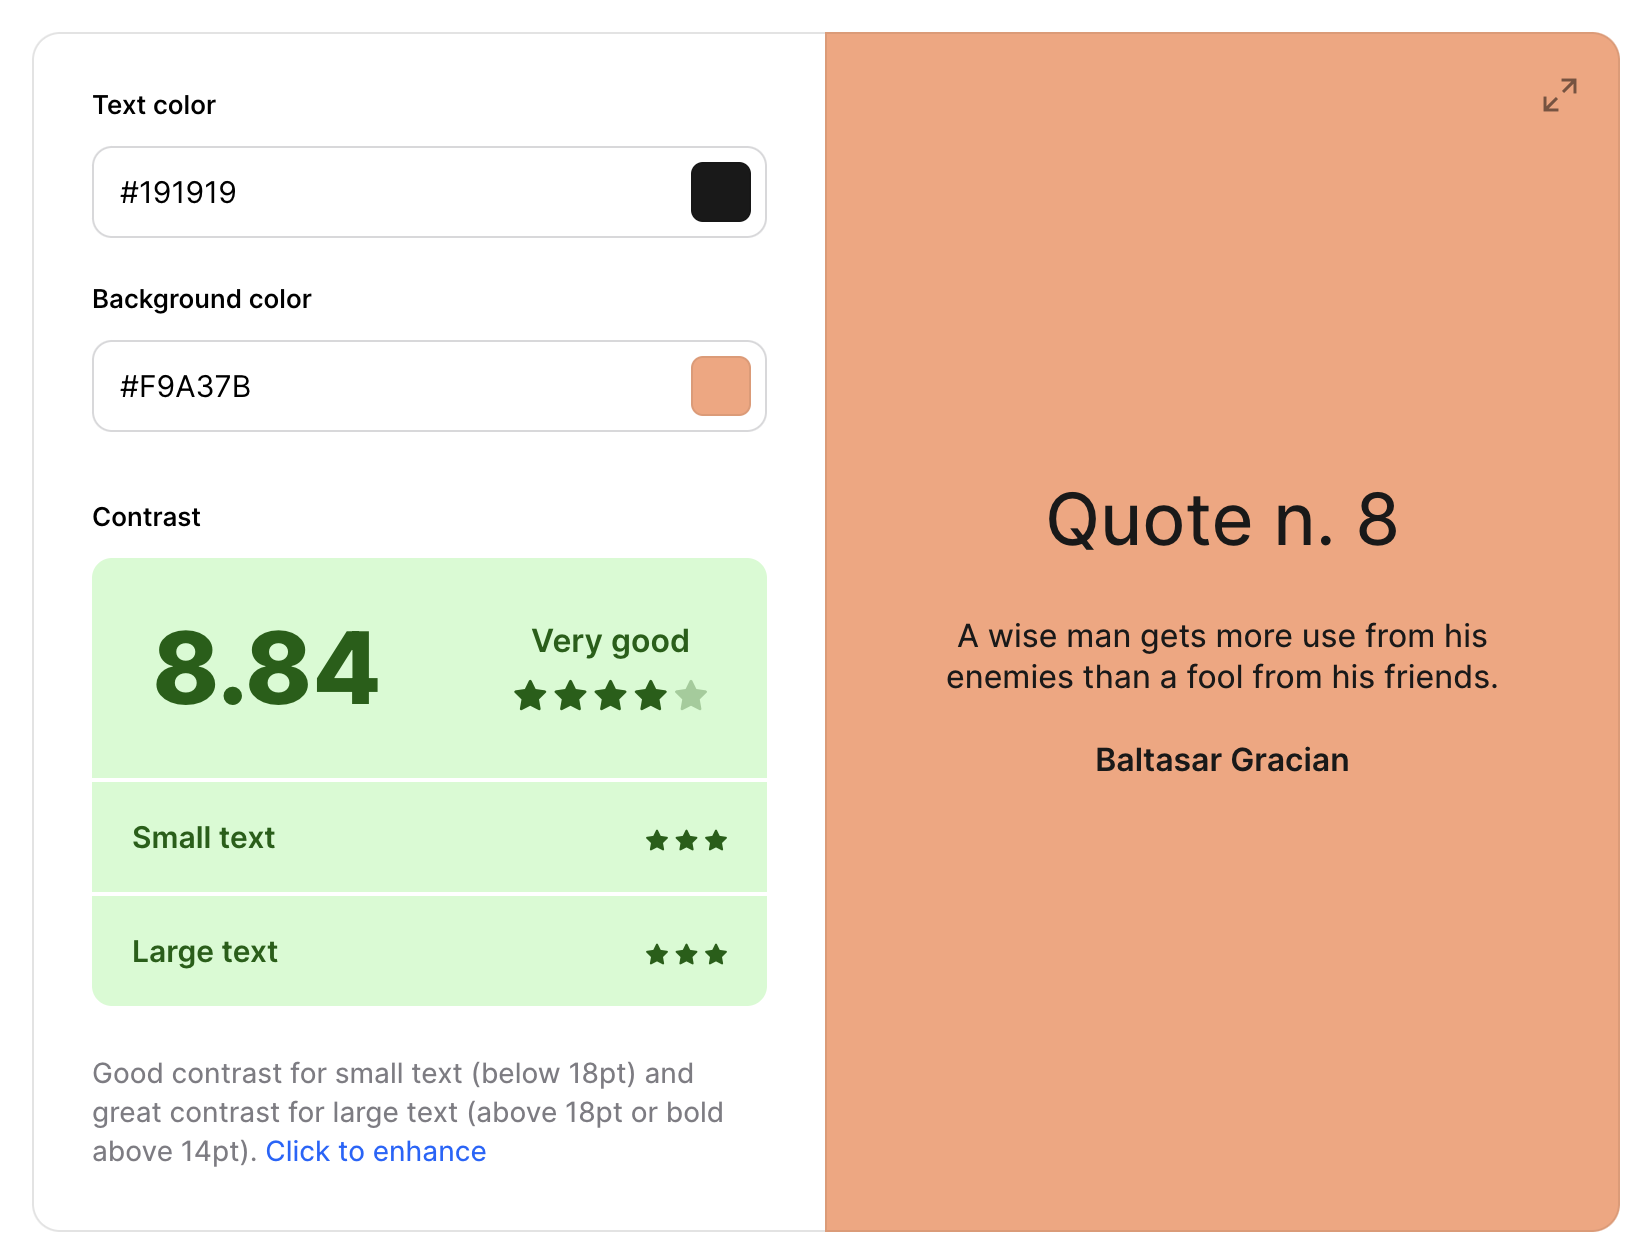 Text color
#191919
Background color
#F9A37B
Contrast
8.84
Very good
Small text
Large text
Good contrast for small text (below 18pt) and
great contrast for large text (above 18pt or bold
above 14pt). Click to enhance
Quote n. 8
A wise man gets more use from his
enemies than a fool from his friends.
Baltasar Gracian